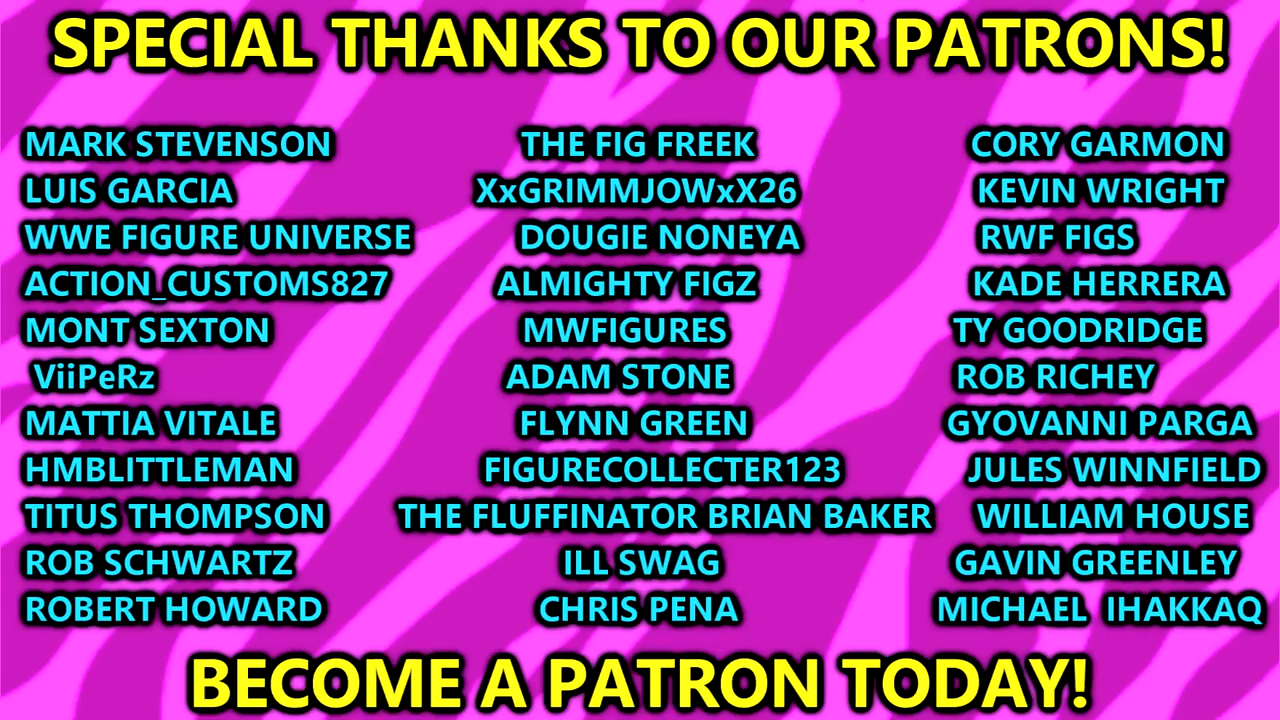 SPECIAL THANKS TO OUR PATRONS!
MARK STEVENSON
LUIS GARCIA
WWE FIGURE UNIVERSE
ACTION_CUSTOMS827
MONT SEXTON
ViiPeRz
MATTIA VITALE
HMBLITTLEMAN
TITUS THOMPSON
ROB SCHWARTZ
ROBERT HOWARD
THE FIG FREEK
XxGRIMMJOWxX26
DOUGIE NONEYA
ALMIGHTY FIGZ
MWFIGURES
ADAM STONE
FLYNN GREEN
FIGURECOLLECTER123
THE FLUFFINATOR BRIAN BAKER
ILL SWAG
CHRIS PENA
CORY GARMON
KEVIN WRIGHT
RWF FIGS
KADE HERRERA
TY GOODRIDGE
ROB RICHEY
GYOVANNI PARGA
JULES WINNFIELD
WILLIAM HOUSE
GAVIN GREENLEY
MICHAEL IHAKKAQ
BECOME A PATRON TODAY!